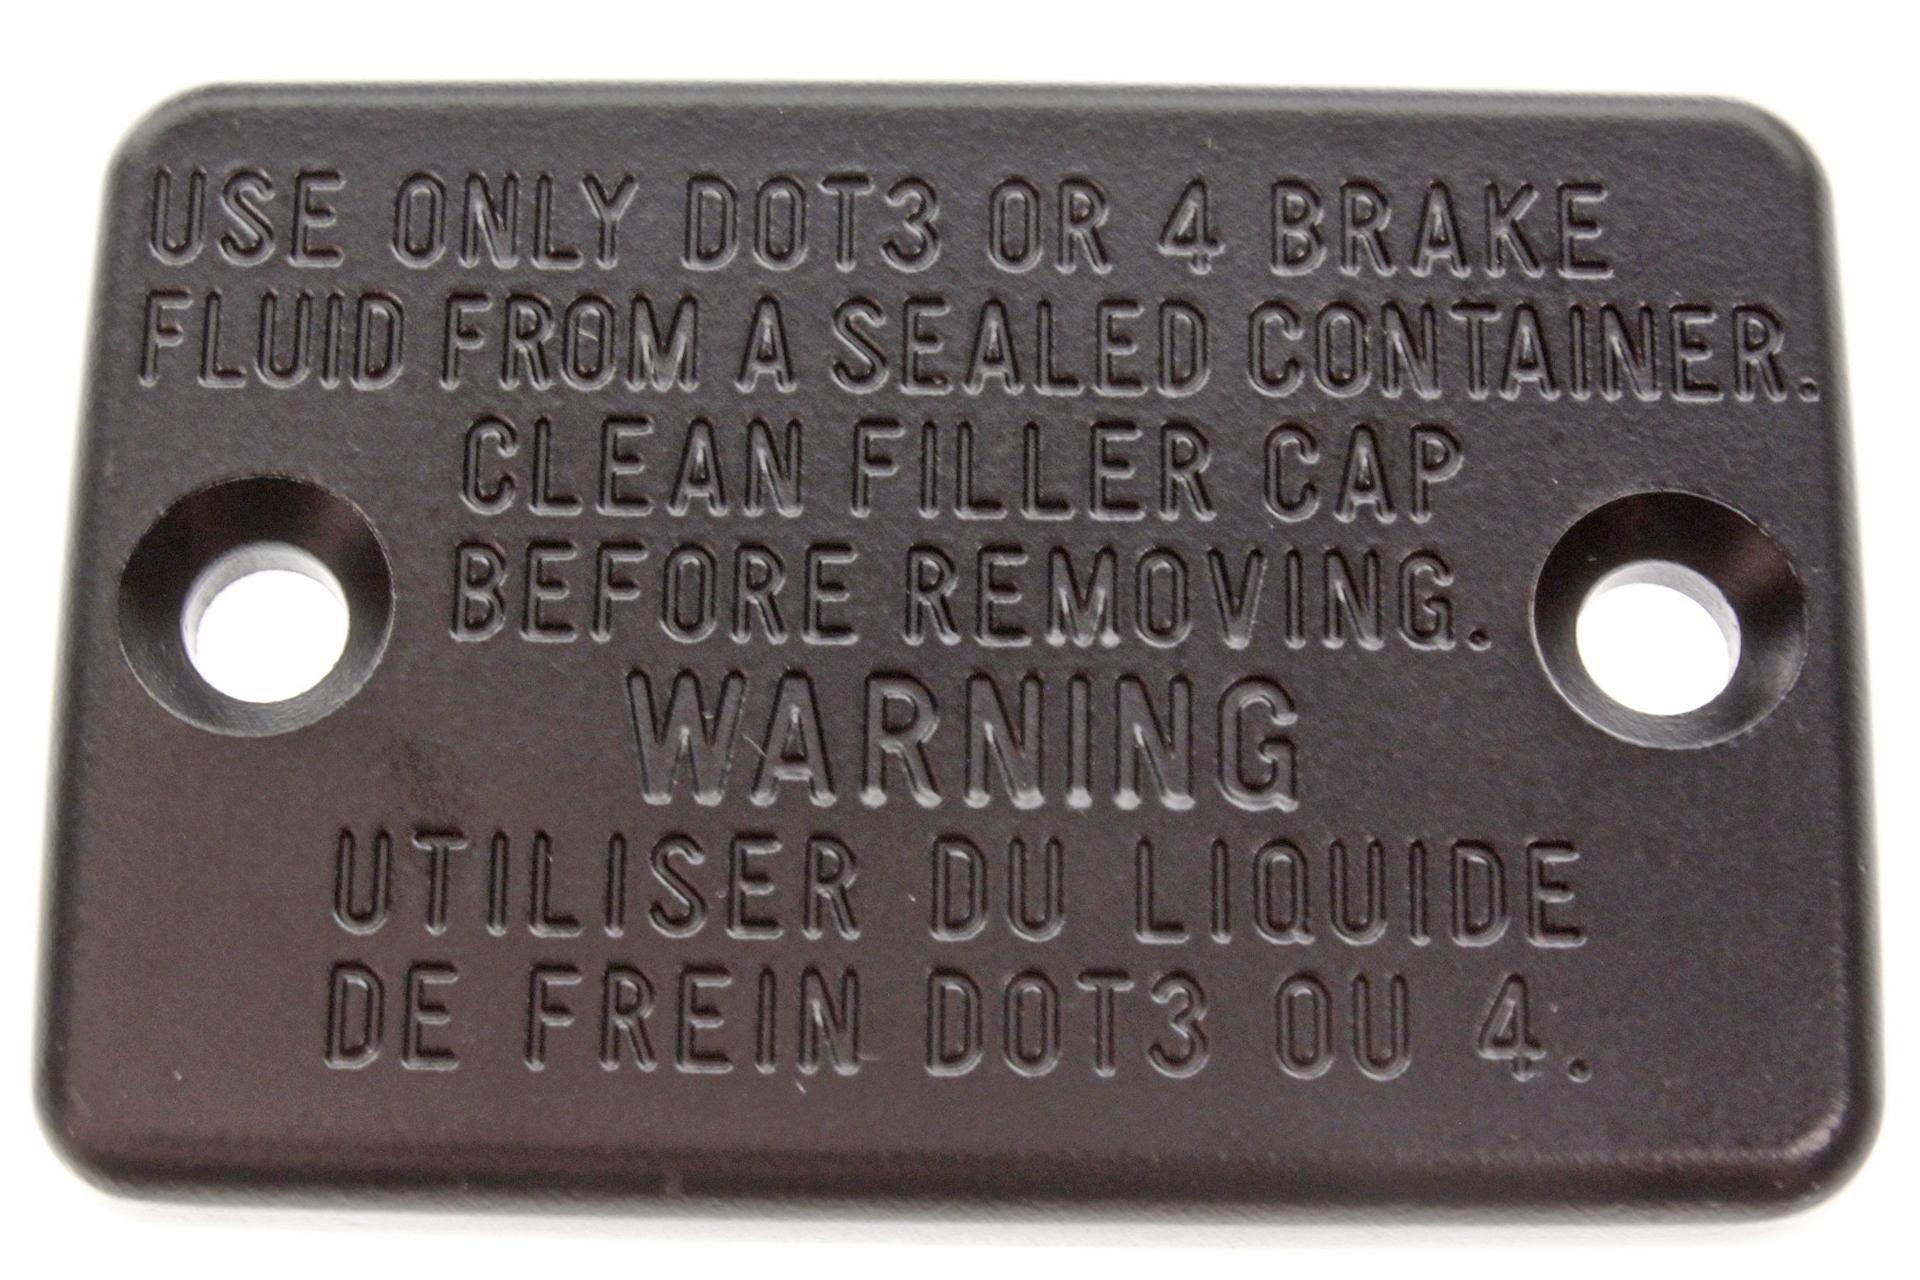 USE ONLY DOT3 OR 4 BRAKE
FLUID FROM A SEALED CONTAINER.
CLEAN FILLER CAP
BEFORE REMOVING.
WARNING
UTILISER DU LIQUIDE
DE FREIN DOT3 OU 4.